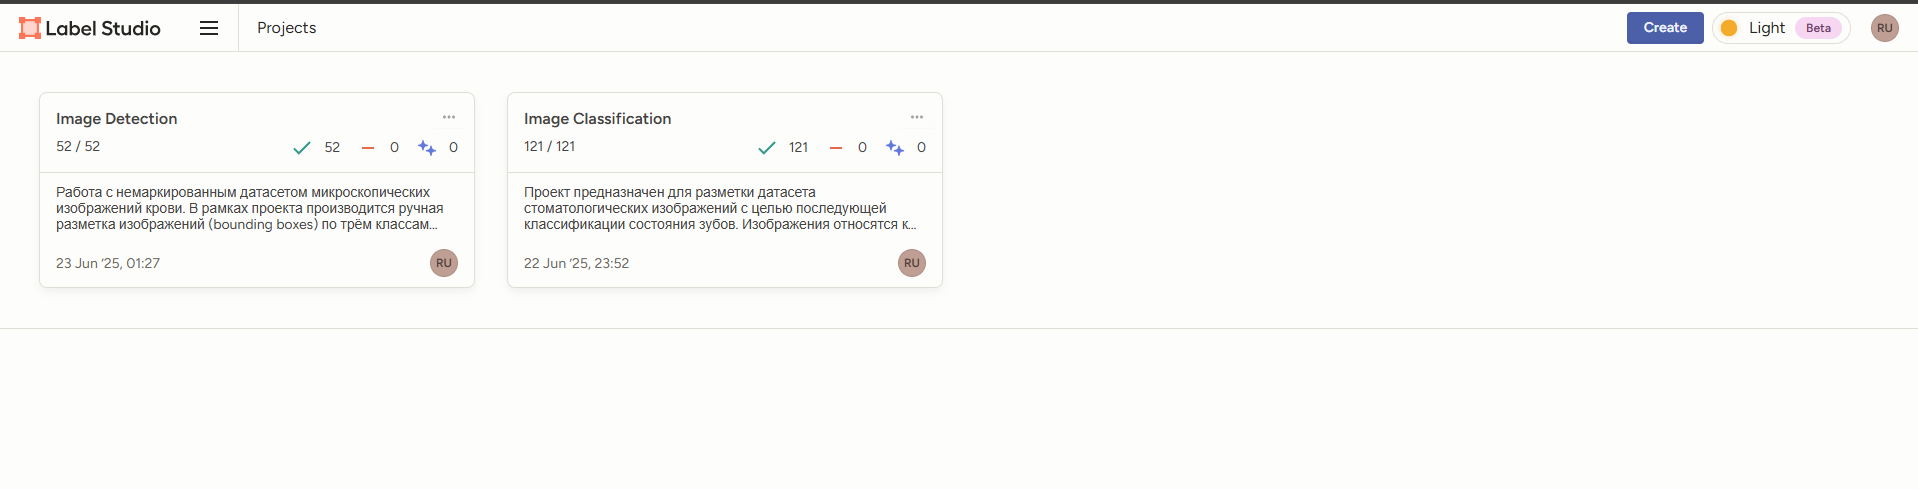 Label Studio
Projects
Create
Light
Beta
RU
Image Detection
52 / 52
52
0
0
Работа с немаркированным датасетом микроскопических
изображений крови. В рамках проекта производится ручная
разметка изображений (bounding boxes) по трём классам...
23 Jun ’25, 01:27
RU
Image Classification
121 / 121
121
0
0
Проект предназначен для разметки датасета
стоматологических изображений с целью последующей
классификации состояния зубов. Изображения относятся к...
22 Jun ’25, 23:52
RU